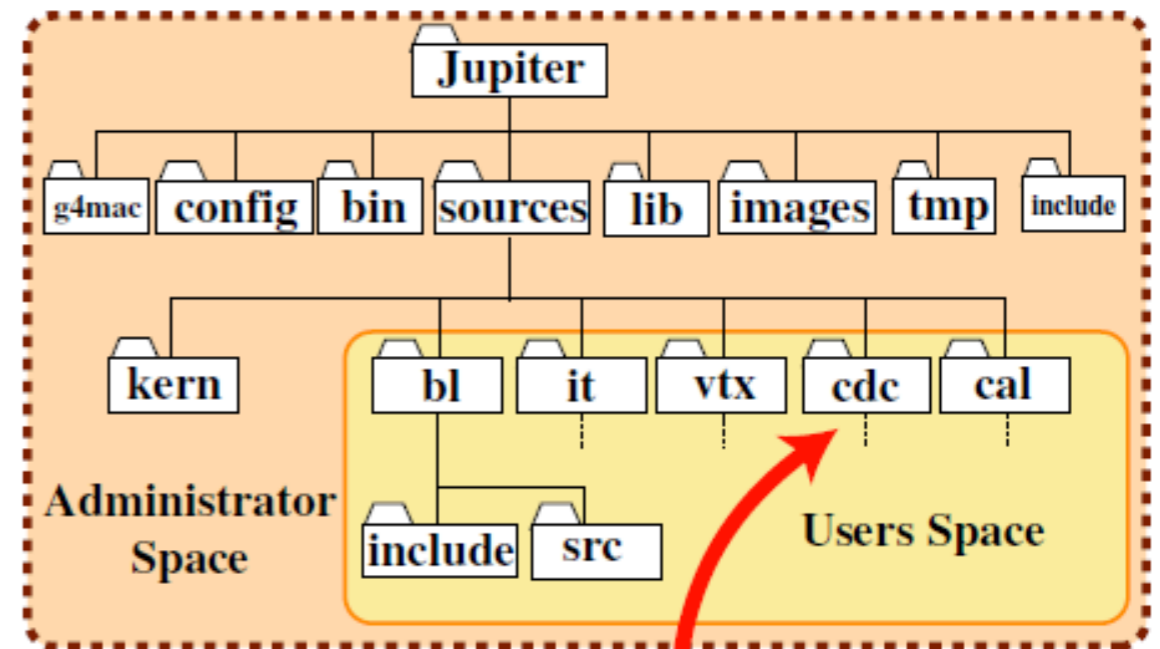 Jupiter
g4mac config bin sources lib images tmp include
kern bl it vtx cdc cal
Administrator
Space
include src
Users Space